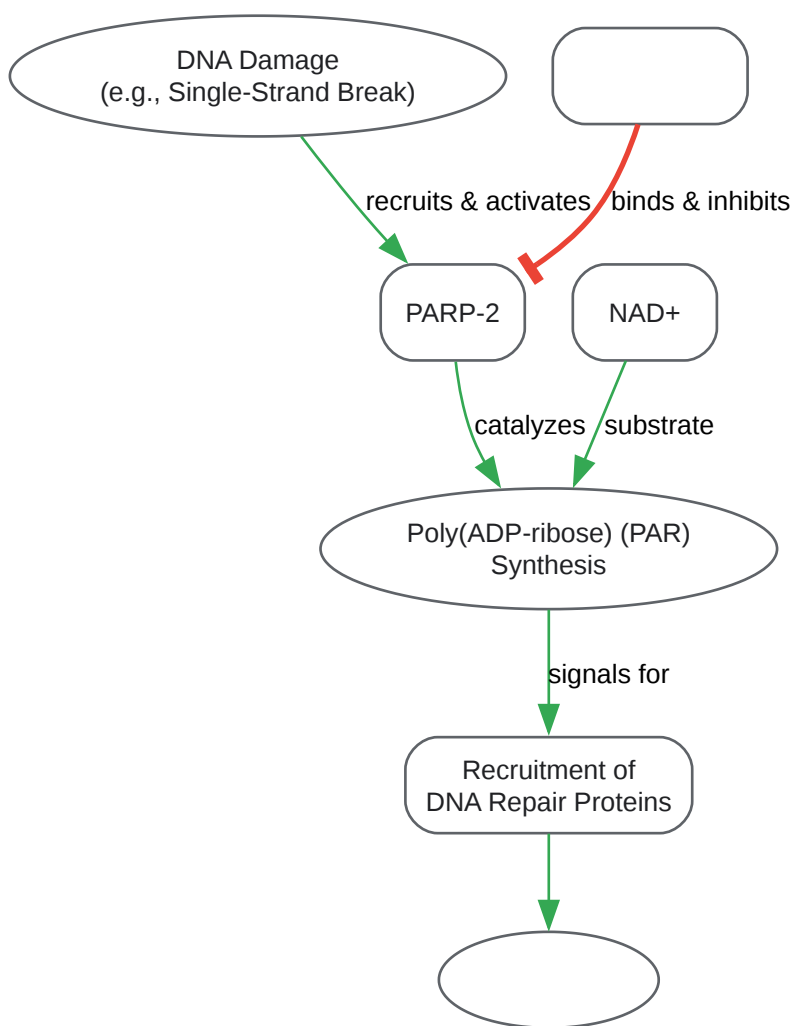 DNA Damage
(e.g., Single-Strand Break)
recruits & activates
binds & inhibits
PARP-2
NAD+
catalyzes
substrate
Poly(ADP-ribose) (PAR)
Synthesis
signals for
Recruitment of
DNA Repair Proteins